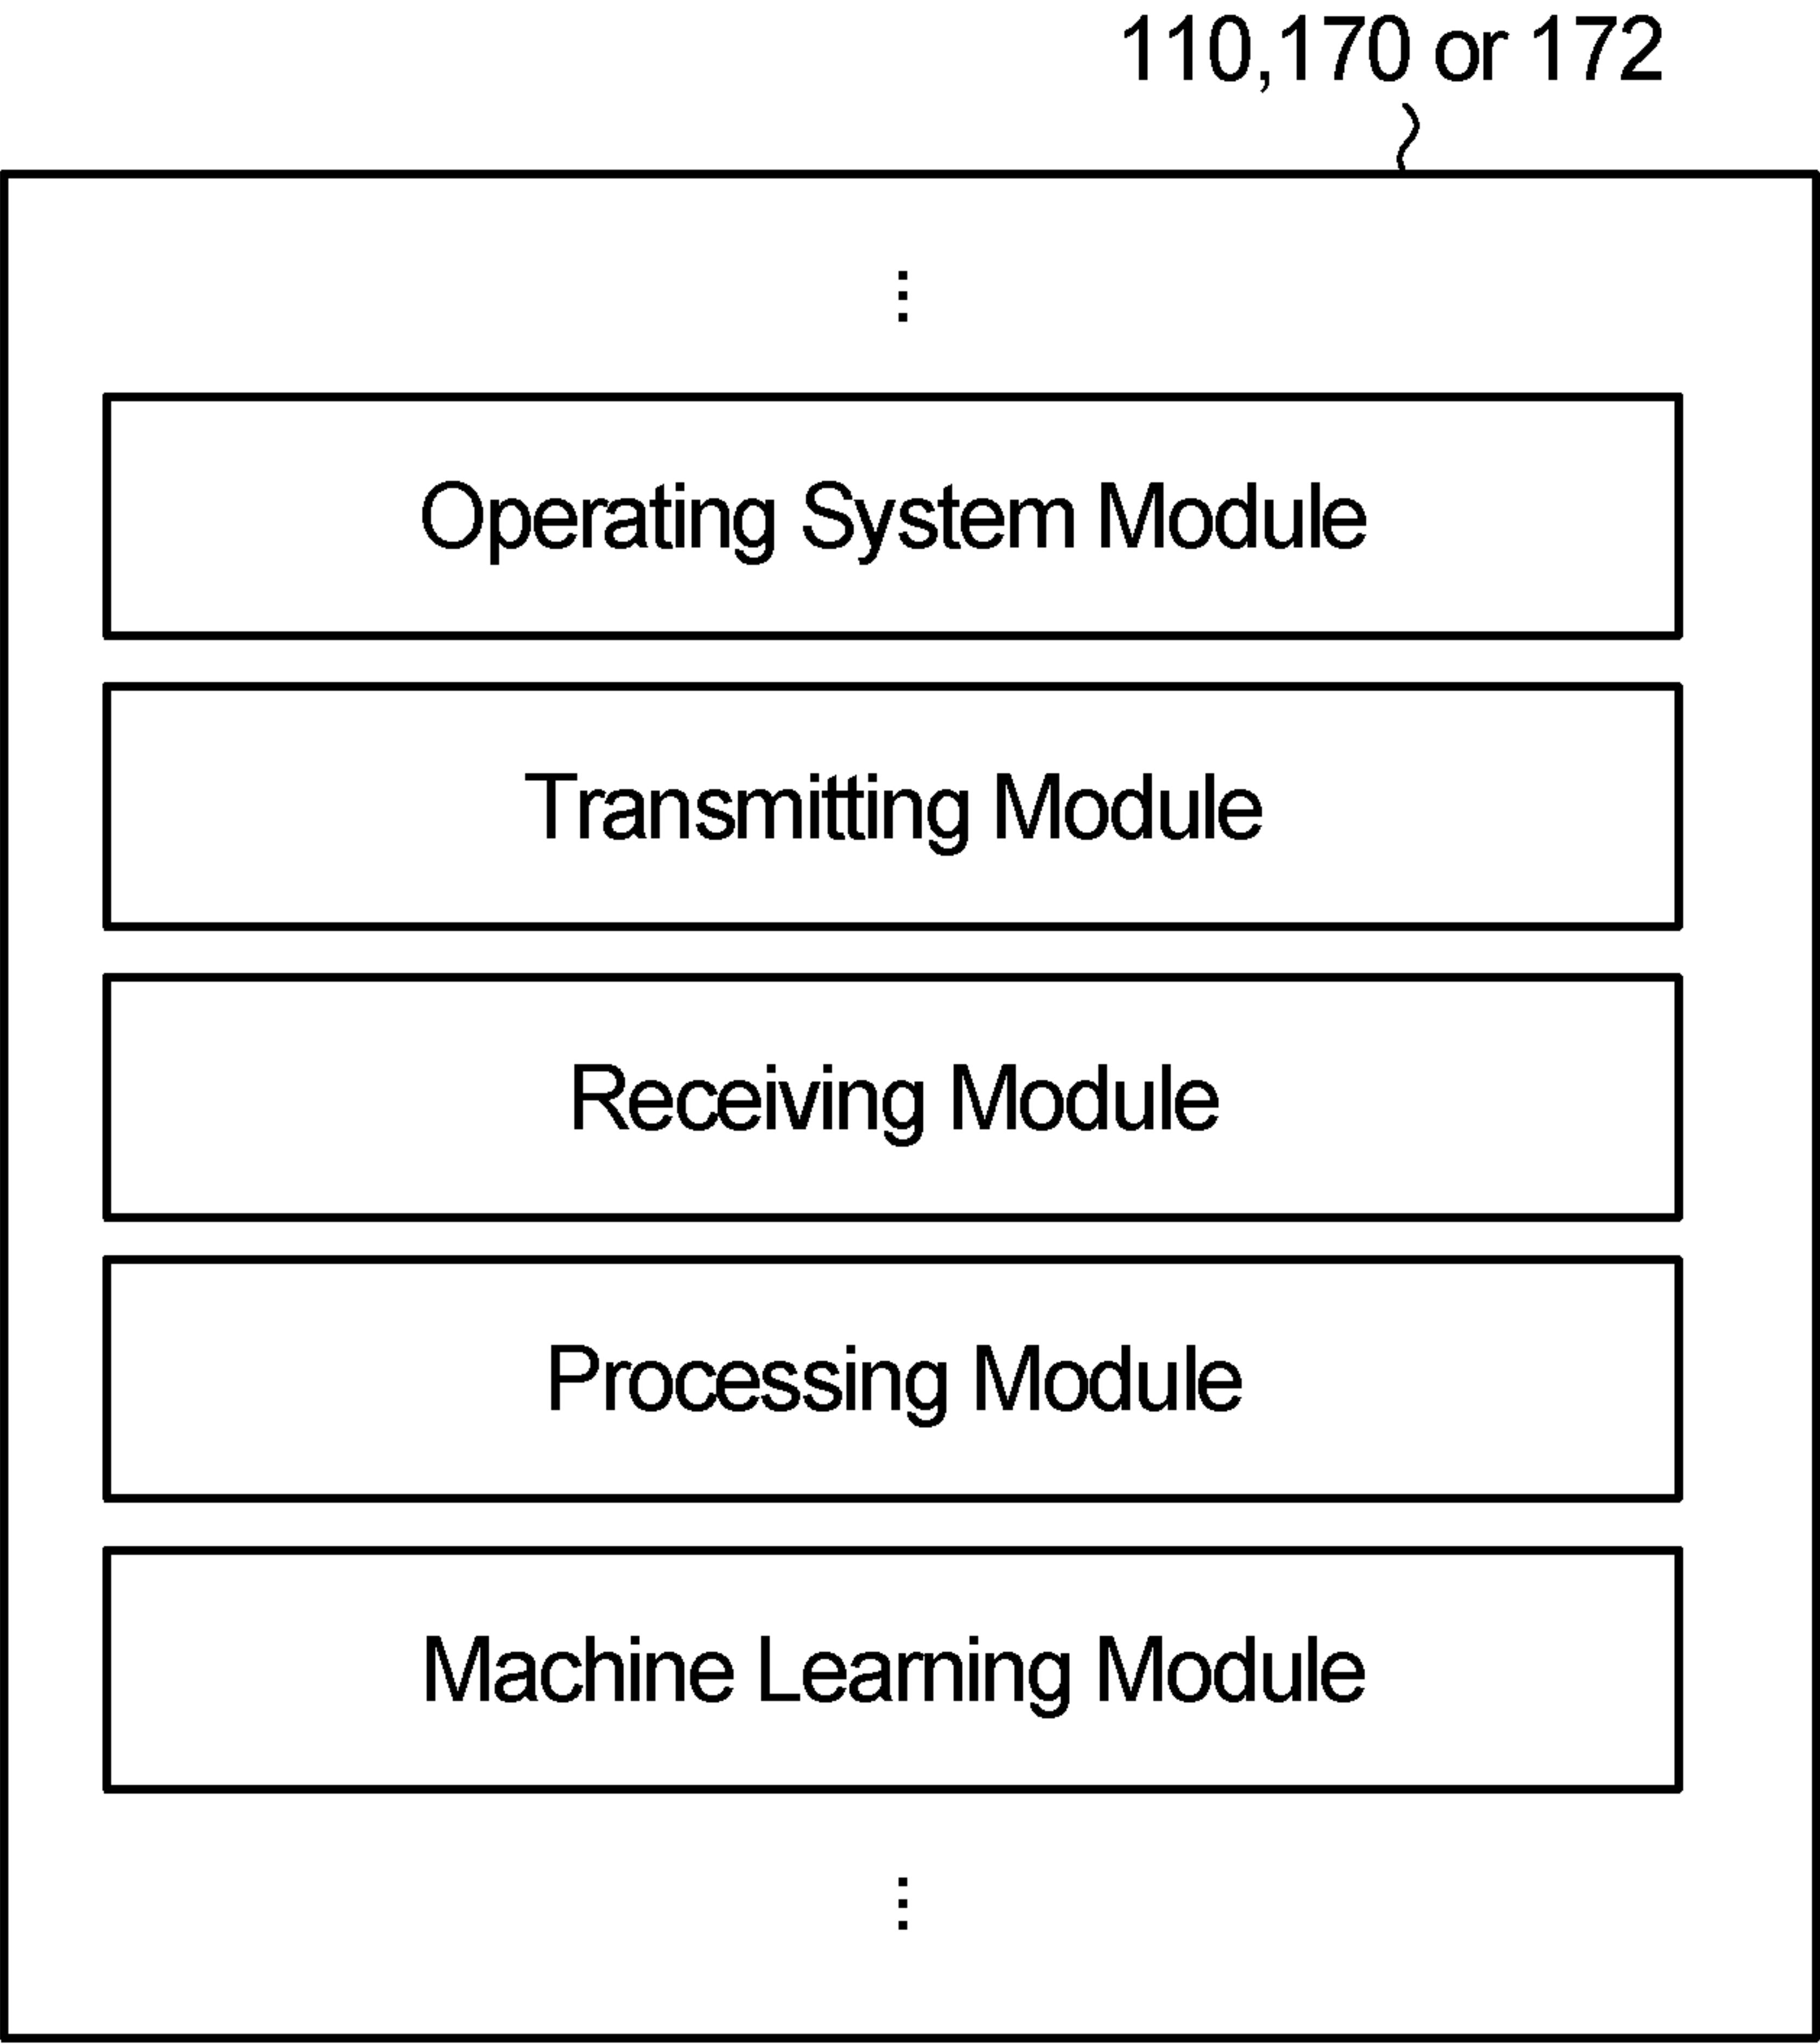 110,170 or 172
⋮
Operating System Module
Transmitting Module
Receiving Module
Processing Module
Machine Learning Module
⋮